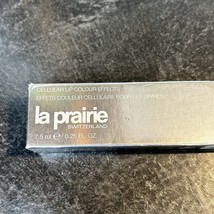 CELLULAR LIP COLOUR EFFECTS
EFFETS COULEUR CELLULAIRE POUR LES LÈVRES
la prairie
SWITZERLAND
7.5 ml e / 0.25 FL. OZ.